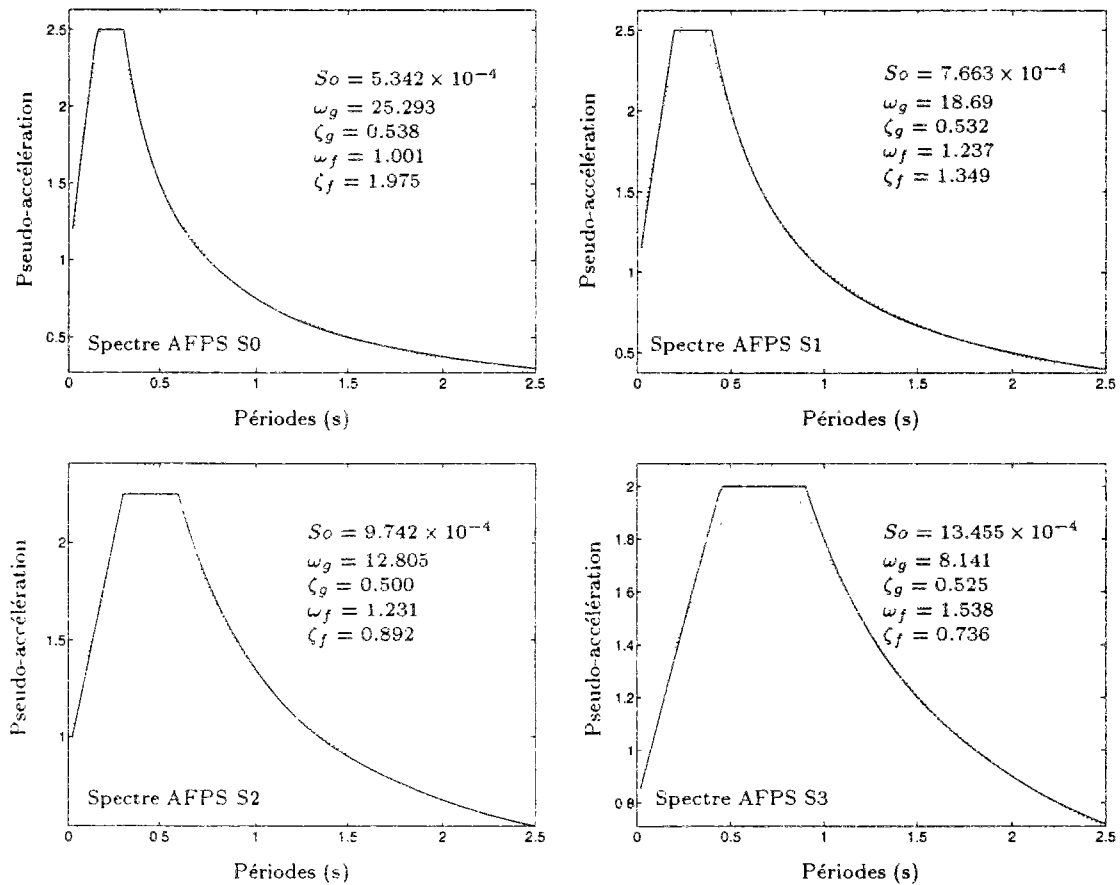 2.5
2
1.5
1
0.5
Pseudo-accélération
So = 5.342 × 10⁻⁴
ω_g = 25.293
ζ_g = 0.538
ω_f = 1.001
ζ_f = 1.975
Spectre AFPS S0
0 0.5 1 1.5 2 2.5
Périodes (s)
2.5
2
1.5
1
0.5
Pseudo-accélération
So = 7.663 × 10⁻⁴
ω_g = 18.69
ζ_g = 0.532
ω_f = 1.237
ζ_f = 1.349
Spectre AFPS S1
0 0 5 1 1.5 2 2.5
Périodes (s)
2
1.5
1
Pseudo-accélération
So = 9.742 × 10⁻⁴
ω_g = 12.805
ζ_g = 0.500
ω_f = 1.231
ζ_f = 0.892
Spectre AFPS S2
0 0 5 1 1.5 2 2.5
Périodes (s)
2
1.8
1.6
1.4
1.2
1
0 8
Pseudo-accélération
So = 13.455 × 10⁻⁴
ω_g = 8.141
ζ_g = 0.525
ω_f = 1.538
ζ_f = 0.736
Spectre AFPS S3
0 0.5 1 1.5 2 2.5
Périodes (s)